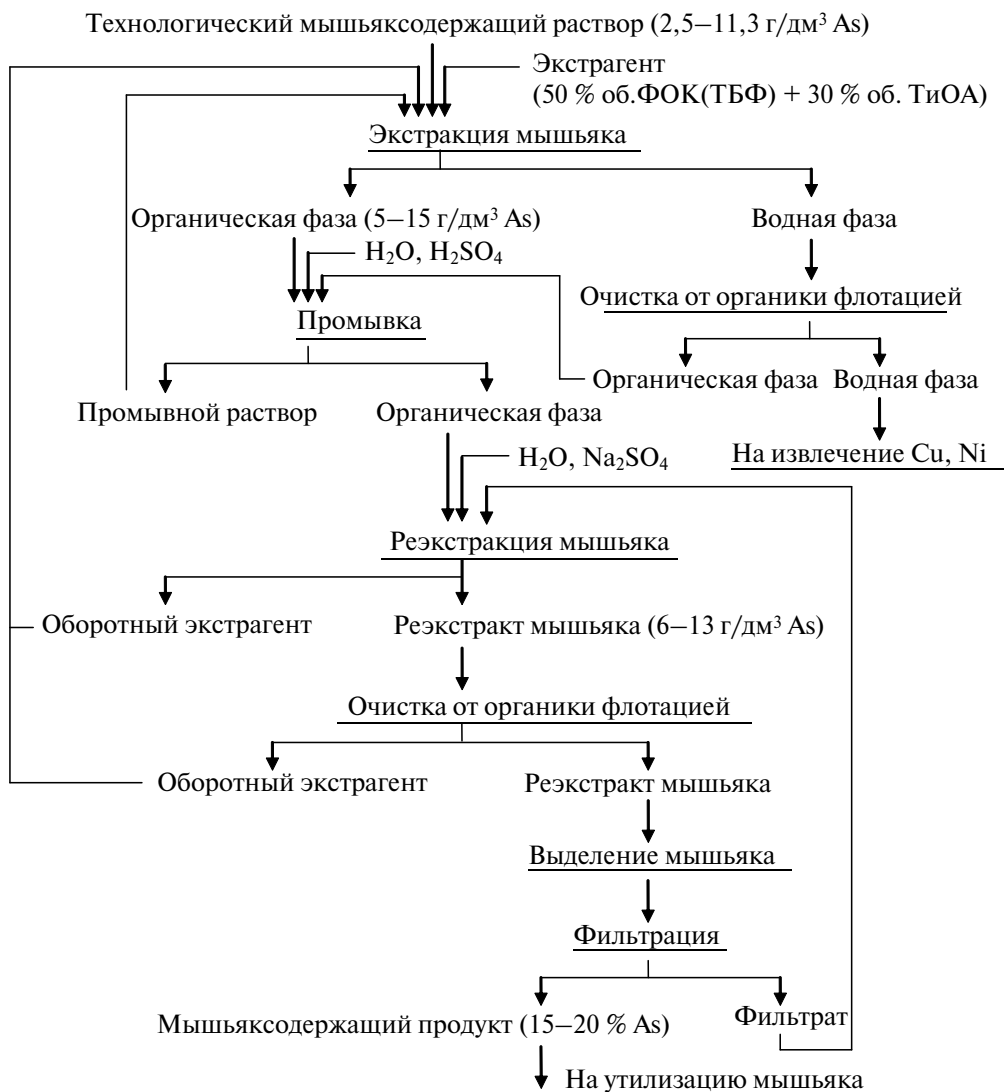 Технологический мышьяксодержащий раствор (2,5–11,3 г/дм³ As)
Экстрагент
(50 % об.ФОК(ТБФ) + 30 % об. ТиОА)
Экстракция мышьяка
Органическая фаза (5–15 г/дм³ As)
Водная фаза
H₂O, H₂SO₄
Очистка от органики флотацией
Промывка
Органическая фаза
Водная фаза
Промывной раствор
Органическая фаза
На извлечение Cu, Ni
H₂O, Na₂SO₄
Реэкстракция мышьяка
Оборотный экстрагент
Реэкстракт мышьяка (6–13 г/дм³ As)
Очистка от органики флотацией
Оборотный экстрагент
Реэкстракт мышьяка
Выделение мышьяка
Фильтрация
Мышьяксодержащий продукт (15–20 % As)
Фильтрат
На утилизацию мышьяка